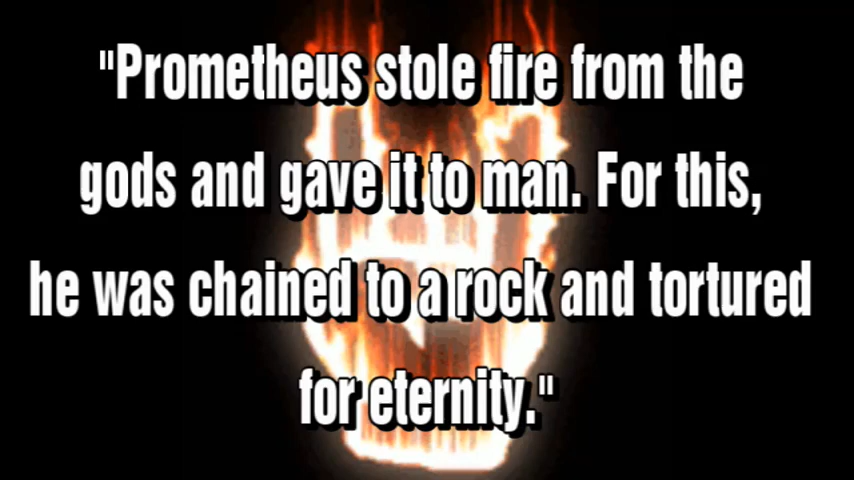 "Prometheus stole fire from the
gods and gave it to man. For this,
he was chained to a rock and tortured
for eternity."